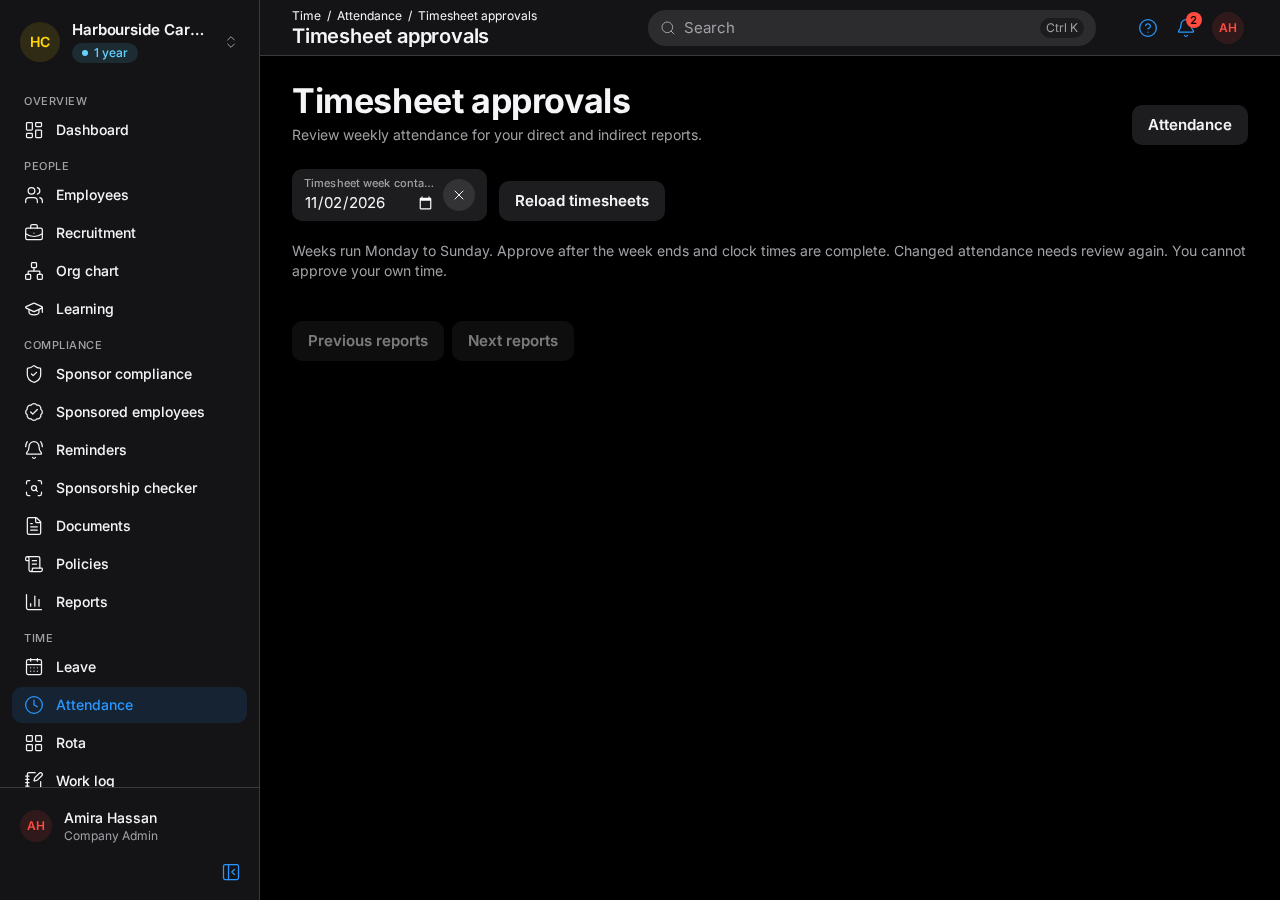 HC
Harbourside Car...
1 year
OVERVIEW
Dashboard
PEOPLE
Employees
Recruitment
Org chart
Learning
COMPLIANCE
Sponsor compliance
Sponsored employees
Reminders
Sponsorship checker
Documents
Policies
Reports
TIME
Leave
Attendance
Rota
Work log
AH
Amira Hassan
Company Admin
Time / Attendance / Timesheet approvals
Timesheet approvals
Search
Ctrl K
2
AH
Timesheet approvals
Review weekly attendance for your direct and indirect reports.
Attendance
Timesheet week conta...
11/02/2026
Reload timesheets
Weeks run Monday to Sunday. Approve after the week ends and clock times are complete. Changed attendance needs review again. You cannot
approve your own time.
Previous reports
Next reports